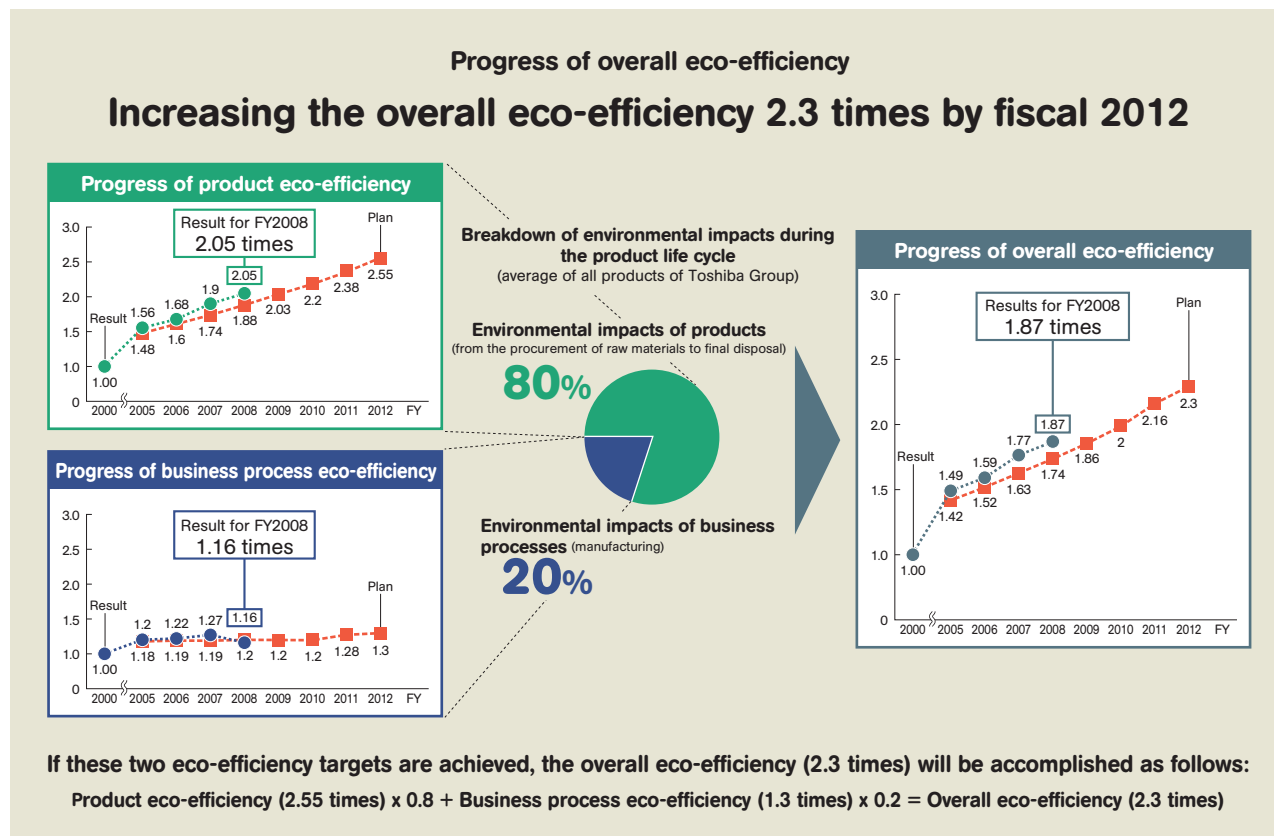 Progress of overall eco-efficiency
Increasing the overall eco-efficiency 2.3 times by fiscal 2012
Progress of product eco-efficiency
Result for FY2008
2.05 times
Plan
3.0
2.5
2.0
1.5
1.0
0
Result
1.00
1.56
1.68
1.9
2.05
1.48
1.6
1.74
1.88
2.03
2.2
2.38
2.55
2000 2005 2006 2007 2008 2009 2010 2011 2012 FY
Breakdown of environmental impacts during
the product life cycle
(average of all products of Toshiba Group)
Environmental impacts of products
(from the procurement of raw materials to final disposal)
80%
Environmental impacts of business
processes (manufacturing)
20%
Progress of business process eco-efficiency
Result for FY2008
1.16 times
Plan
3.0
2.5
2.0
1.5
1.0
0
Result
1.00
1.2
1.22
1.27
1.16
1.18
1.19
1.19
1.2
1.2
1.2
1.28
1.3
2000 2005 2006 2007 2008 2009 2010 2011 2012 FY
Progress of overall eco-efficiency
Results for FY2008
1.87 times
Plan
3.0
2.5
2.0
1.5
1.0
0
Result
1.00
1.49
1.59
1.77
1.87
1.42
1.52
1.63
1.74
1.86
2
2.16
2.3
2000 2005 2006 2007 2008 2009 2010 2011 2012 FY
If these two eco-efficiency targets are achieved, the overall eco-efficiency (2.3 times) will be accomplished as follows:
Product eco-efficiency (2.55 times) x 0.8 + Business process eco-efficiency (1.3 times) x 0.2 = Overall eco-efficiency (2.3 times)